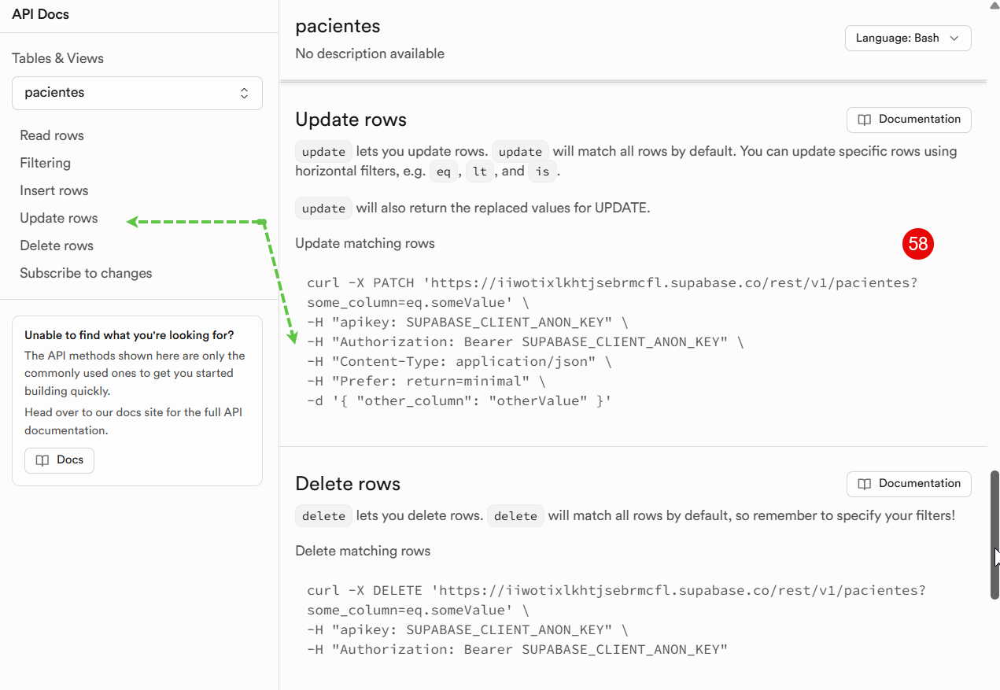 API Docs
Tables & Views
pacientes
Read rows
Filtering
Insert rows
Update rows
Delete rows
Subscribe to changes
Unable to find what you're looking for?
The API methods shown here are only the
commonly used ones to get you started
building quickly.
Head over to our docs site for the full API
documentation.
Docs
pacientes
No description available
Language: Bash
Update rows
Documentation
update lets you update rows. update will match all rows by default. You can update specific rows using
horizontal filters, e.g. eq, lt, and is.
update will also return the replaced values for UPDATE.
Update matching rows
58
curl -X PATCH 'https://iiwotixlkhtjsebrmcfl.supabase.co/rest/v1/pacientes?
some_column=eq.someValue' \
-H "apikey: SUPABASE_CLIENT_ANON_KEY" \
-H "Authorization: Bearer SUPABASE_CLIENT_ANON_KEY" \
-H "Content-Type: application/json" \
-H "Prefer: return=minimal" \
-d '{ "other_column": "otherValue" }'
Delete rows
Documentation
delete lets you delete rows. delete will match all rows by default, so remember to specify your filters!
Delete matching rows
curl -X DELETE 'https://iiwotixlkhtjsebrmcfl.supabase.co/rest/v1/pacientes?
some_column=eq.someValue' \
-H "apikey: SUPABASE_CLIENT_ANON_KEY" \
-H "Authorization: Bearer SUPABASE_CLIENT_ANON_KEY"